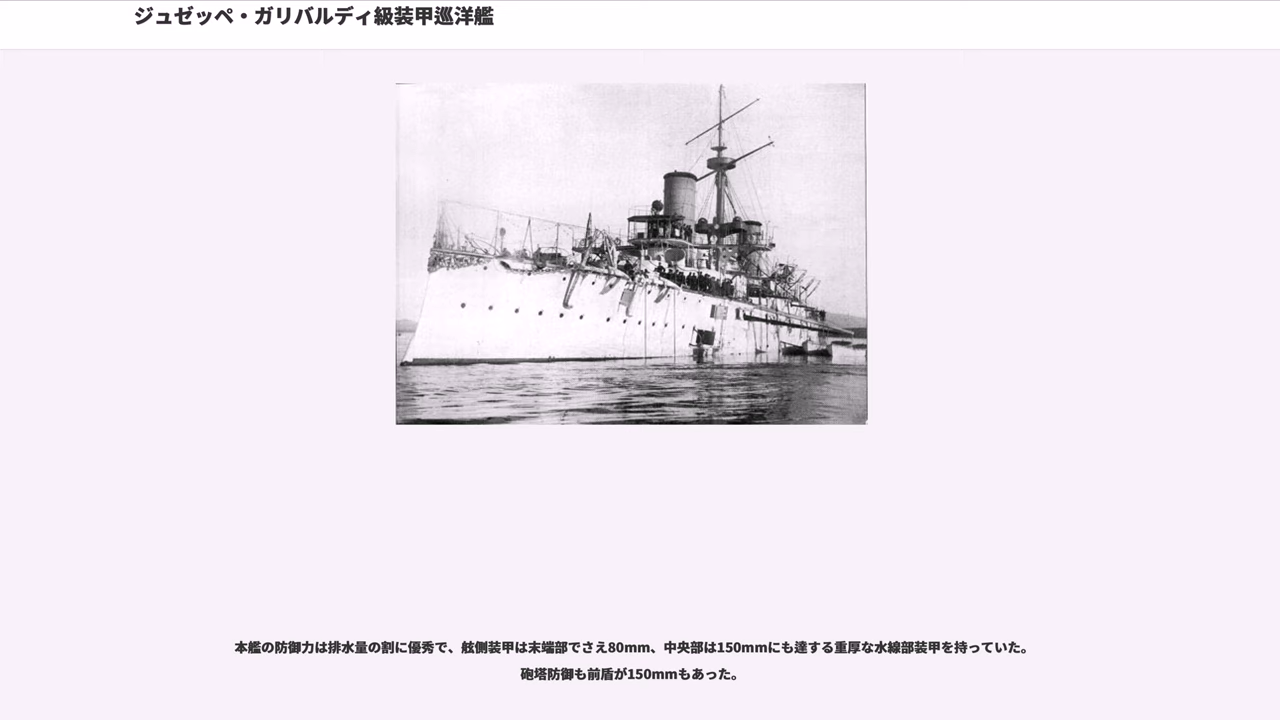 ジュゼッペ・ガリバルディ級装甲巡洋艦
本艦の防御力は排水量の割に優秀で、舷側装甲は末端部でさえ80mm、中央部は150mmにも達する重厚な水線部装甲を持っていた。
砲塔防御も前盾が150mmもあった。